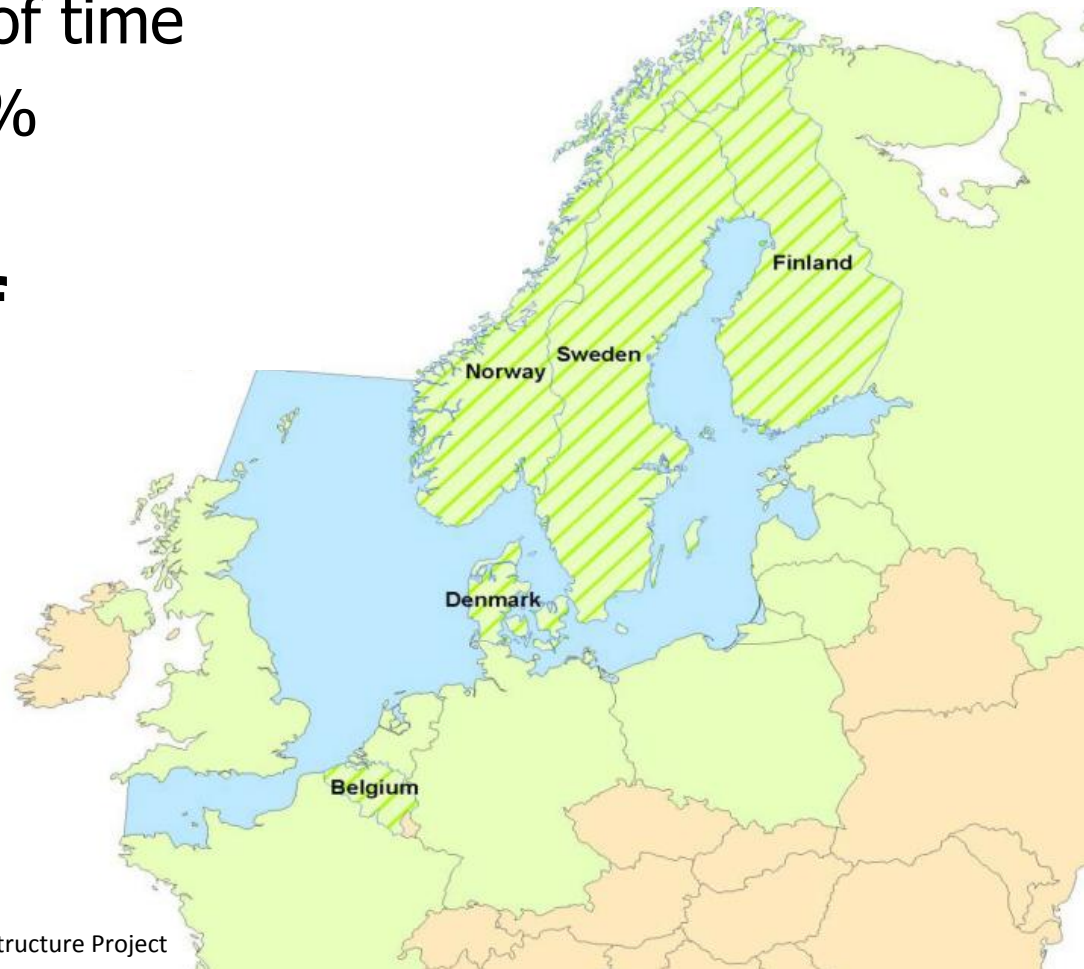 of time
%
Finland
Sweden
Norway
Denmark
Belgium
tructure Project